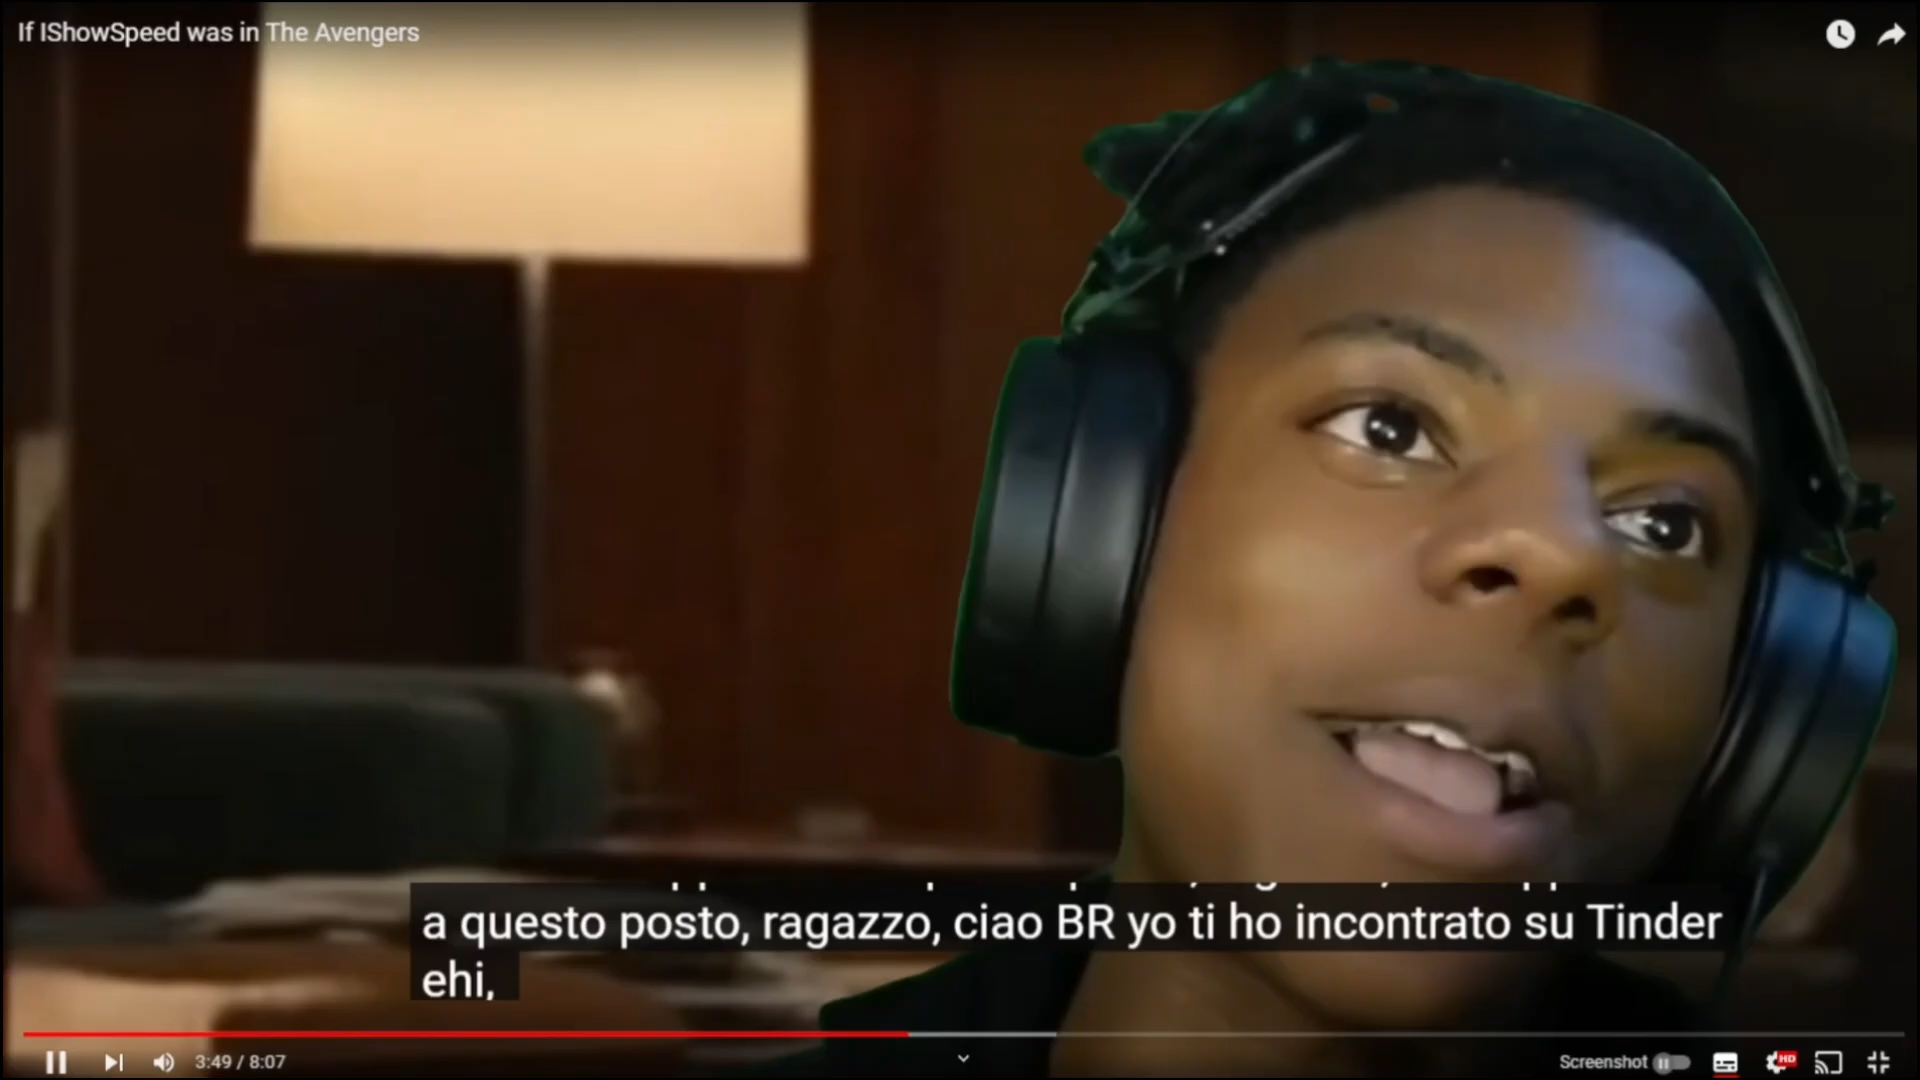 If IShowSpeed was in The Avengers
a questo posto, ragazzo, ciao BR yo ti ho incontrato su Tinder
ehi,
3:49 / 8:07
Screenshot
HD